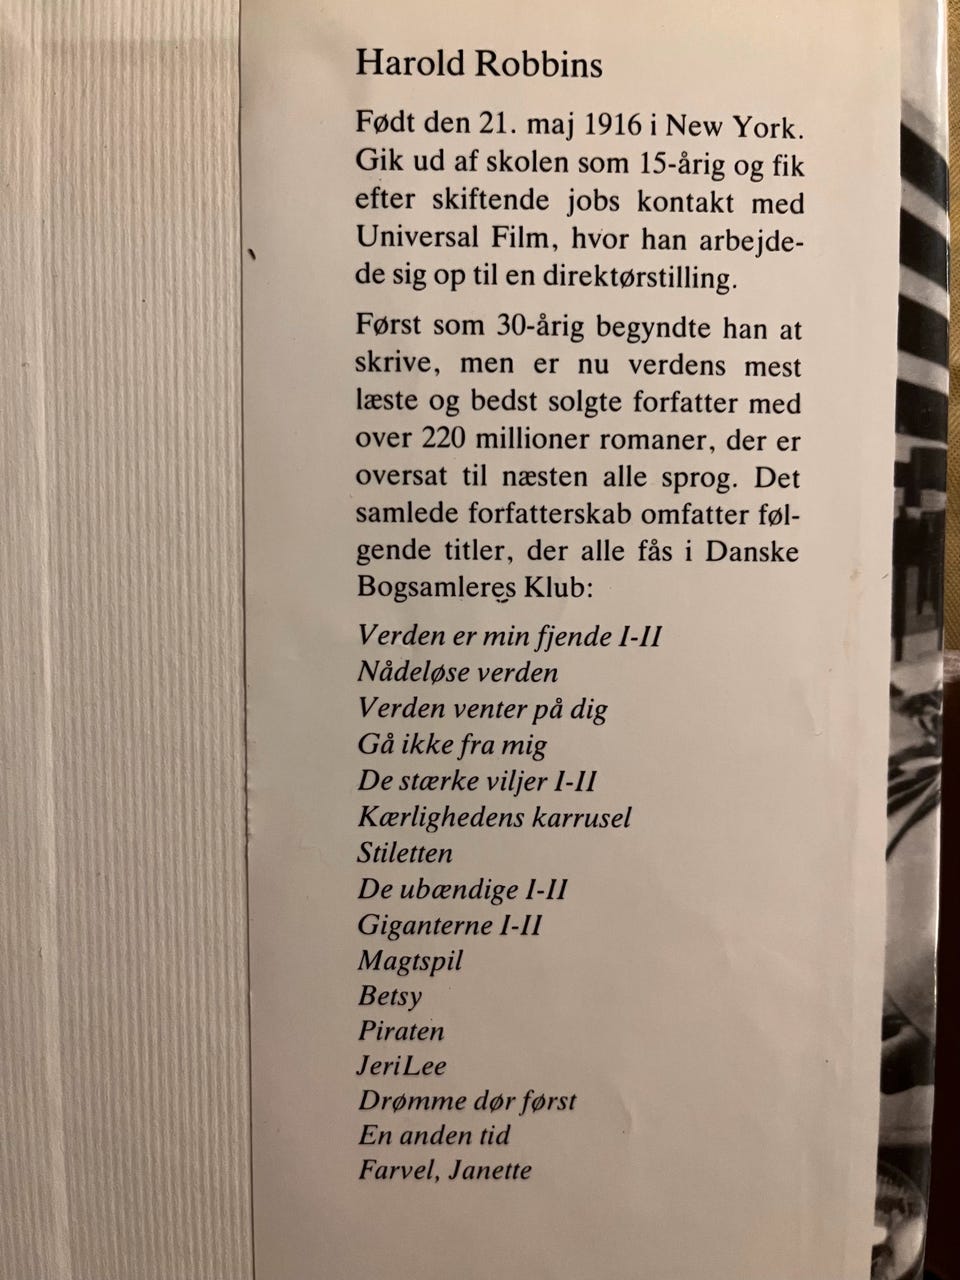 Harold Robbins
Født den 21. maj 1916 i New York.
Gik ud af skolen som 15-årig og fik
efter skiftende jobs kontakt med
Universal Film, hvor han arbejde-
de sig op til en direktørstilling.
Først som 30-årig begyndte han at
skrive, men er nu verdens mest
læste og bedst solgte forfatter med
over 220 millioner romaner, der er
oversat til næsten alle sprog. Det
samlede forfatterskab omfatter føl-
gende titler, der alle fås i Danske
Bogsamleres Klub:
Verden er min fjende I-II
Nådeløse verden
Verden venter på dig
Gå ikke fra mig
De stærke viljer I-II
Kærlighedens karrusel
Stiletten
De ubændige I-II
Giganterne I-II
Magtspil
Betsy
Piraten
JeriLee
Drømme dør først
En anden tid
Farvel, Janette